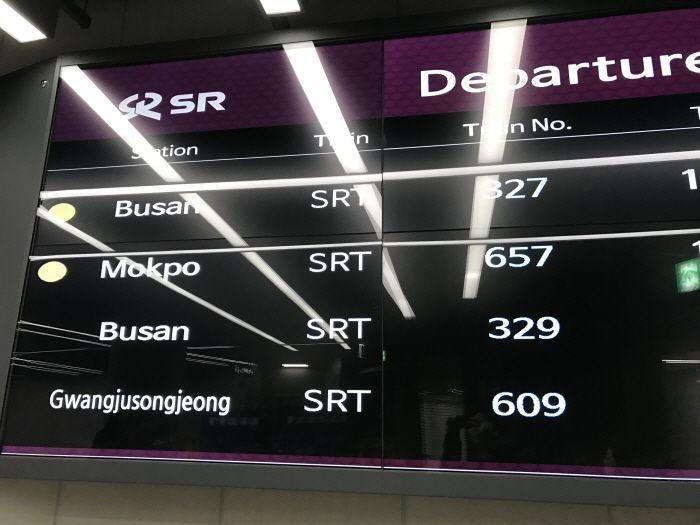 SR Departure
Station Train Train No.
Busan SRT 327
Mokpo SRT 657
Busan SRT 329
Gwangjusongjeong SRT 609